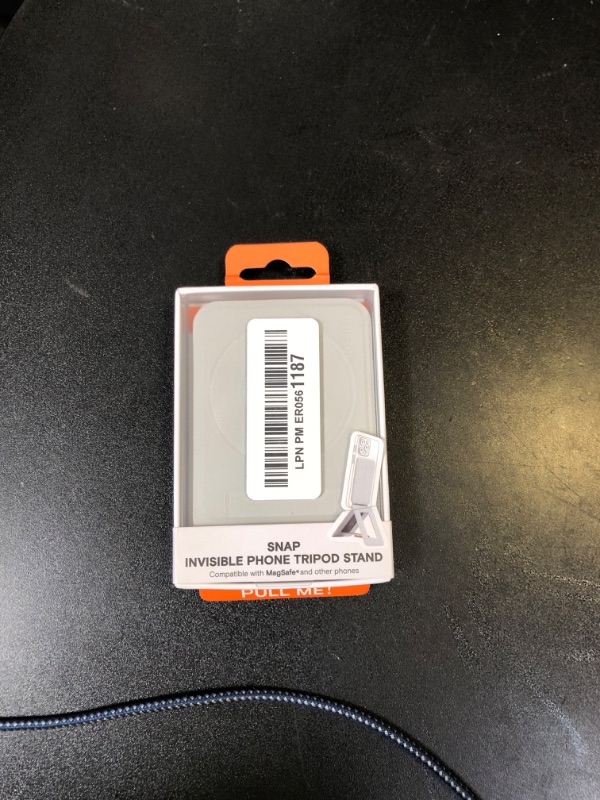 LPN PM ER056 1187
SNAP
INVISIBLE PHONE TRIPOD STAND
Compatible with MagSafe® and other phones
PULL ME!